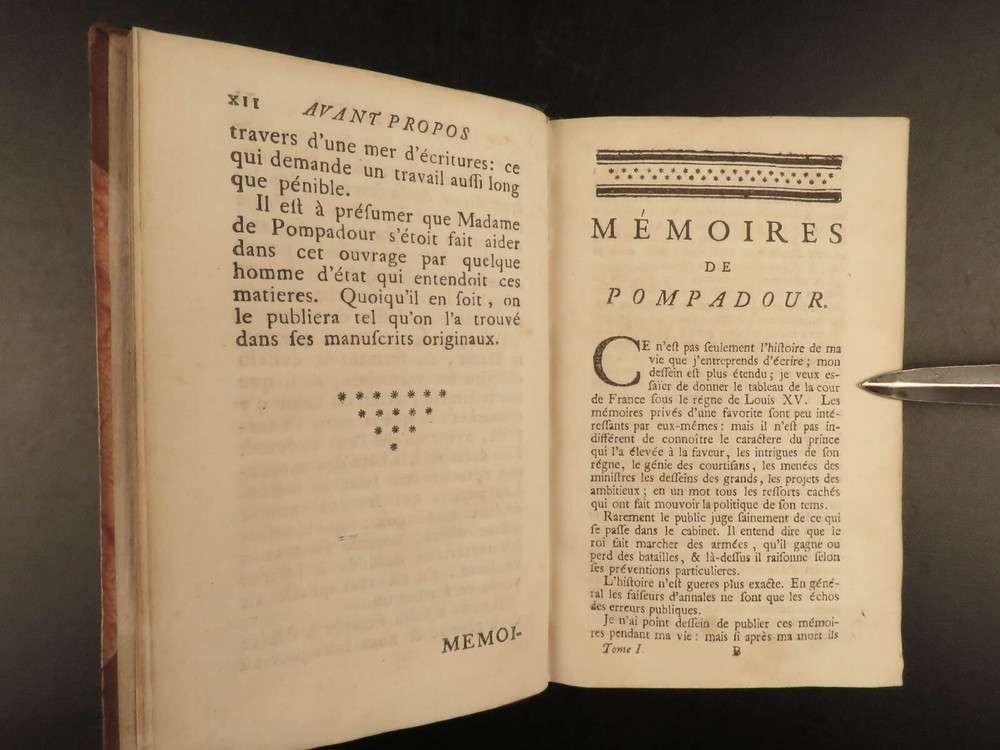 XII AVANT PROPOS
travers d'une mer d'écritures: ce
qui demande un travail auſſi long
que pénible.
Il eſt à préſumer que Madame
de Pompadour s'étoit fait aider
dans cet ouvrage par quelque
homme d'état qui entendoit ces
matieres. Quoiqu'il en ſoit, on
le publiera tel qu'on l'a trouvé
dans ſes manuſcrits originaux.
MEMOI-
MÉMOIRES
DE
POMPADOUR.
CE n'eſt pas ſeulement l'hiſtoire de ma
vie que j'entreprends d'écrire; mon
deſſein eſt plus étendu; je veux eſ-
ſaïer de donner le tableau de la cour
de France ſous le régne de Louis XV. Les
mémoires privés d'une favorite ſont peu inté-
reſſants par eux-mêmes: mais il n'eſt pas in-
différent de connoître le caractere du prince
qui l'a élevée à la faveur, les intrigues de ſon
régne, le génie des courtiſans, les menées des
miniſtres les deſſeins des grands, les projets des
ambitieux; en un mot tous les reſſorts cachés
qui ont fait mouvoir la politique de ſon tems.
Rarement le public juge ſainement de ce qui
ſe paſſe dans le cabinet. Il entend dire que le
roi fait marcher des armées, qu'il gagne ou
perd des batailles, & là-deſſus il raiſonne ſelon
ſes préventions particulieres.
L'hiſtoire n'eſt gueres plus exacte. En géné-
ral les faiſeurs d'annales ne ſont que les échos
des erreurs publiques.
Je n'ai point deſſein de publier ces mémoi-
res pendant ma vie: mais ſi après ma mort ils
Tome I. B